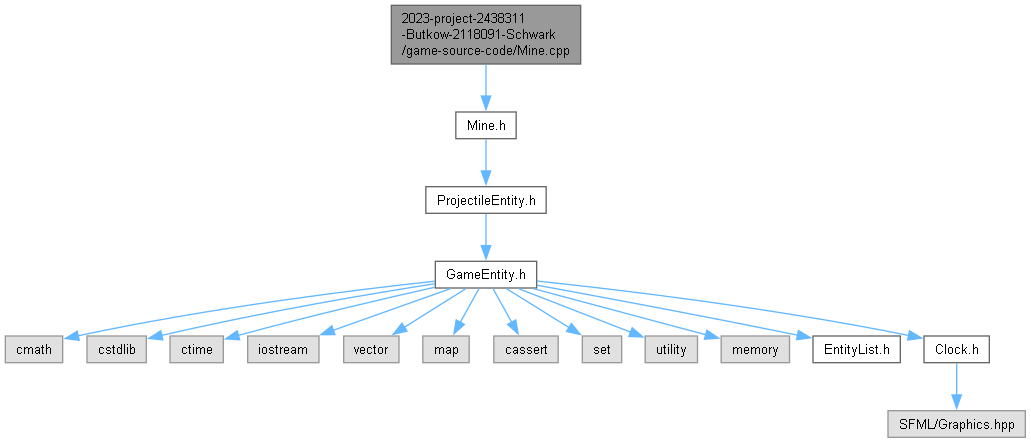 2023-project-2438311
-Butkow-2118091-Schwark
/game-source-code/Mine.cpp
Mine.h
ProjectileEntity.h
GameEntity.h
cmath
cstdlib
ctime
iostream
vector
map
cassert
set
utility
memory
EntityList.h
Clock.h
SFML/Graphics.hpp